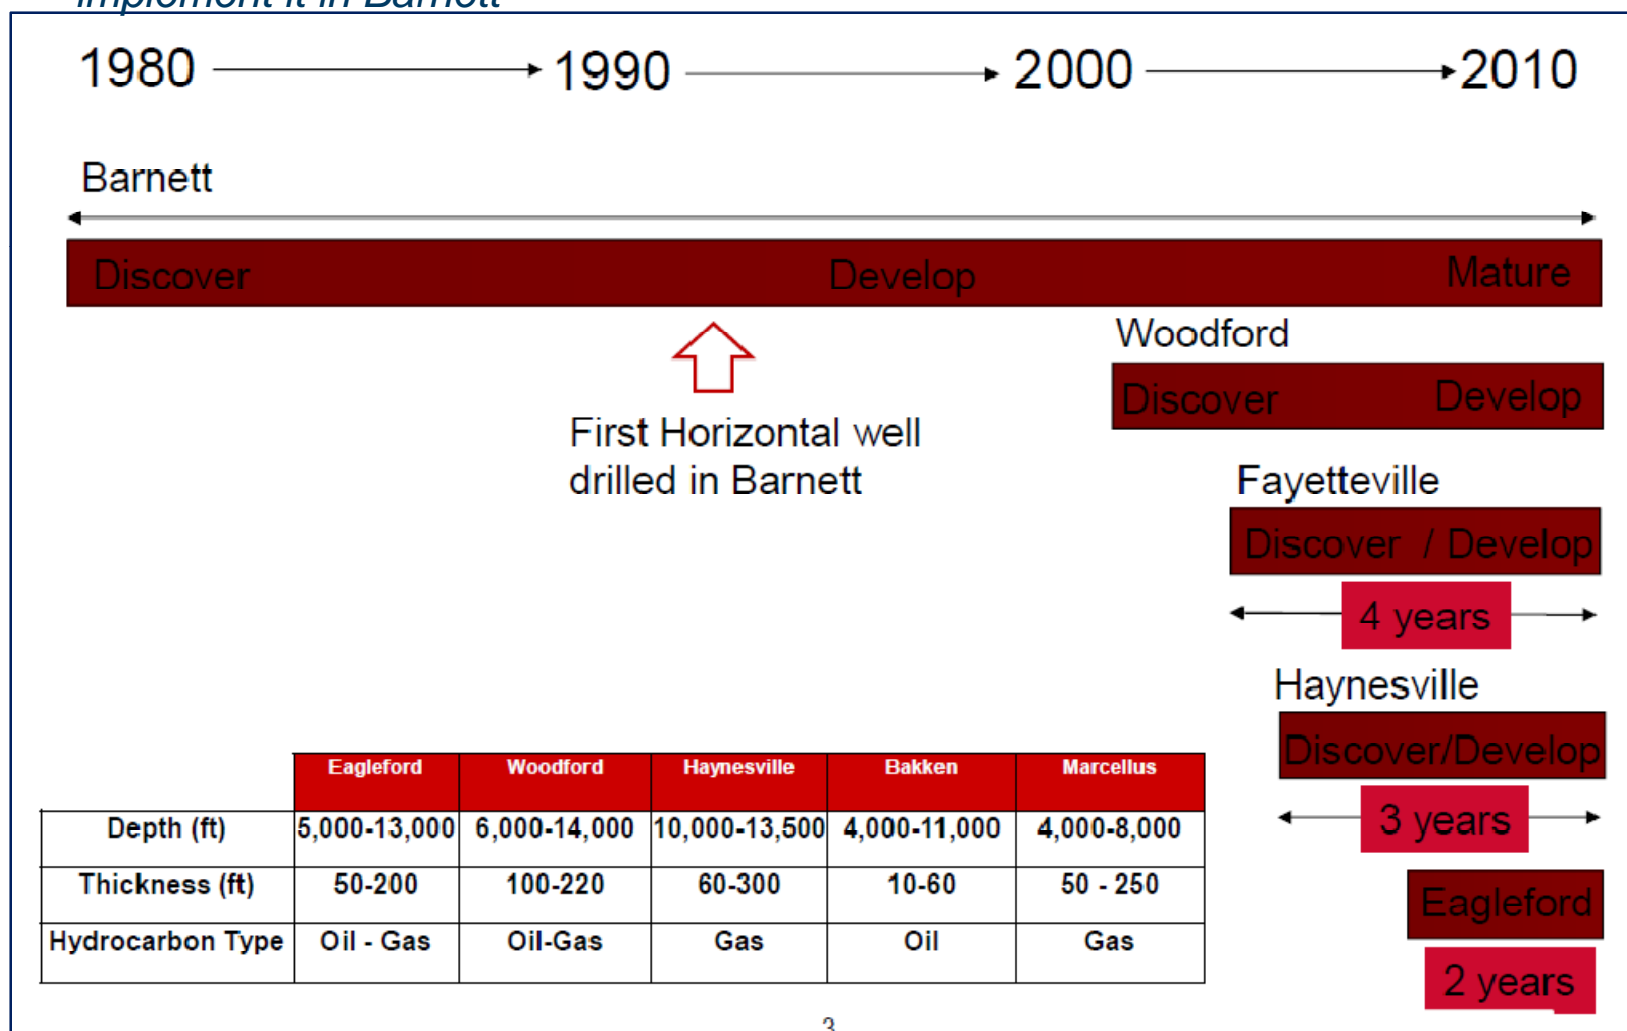 implement it in Barnett
1980 1990 2000 2010
Barnett
Discover Develop Mature
Woodford
Discover Develop
First Horizontal well
drilled in Barnett
Fayetteville
Discover / Develop
4 years
Haynesville
Discover/Develop
3 years
Eagleford
2 years
Eagleford Woodford Haynesville Bakken Marcellus
Depth (ft) 5,000-13,000 6,000-14,000 10,000-13,500 4,000-11,000 4,000-8,000
Thickness (ft) 50-200 100-220 60-300 10-60 50 - 250
Hydrocarbon Type Oil - Gas Oil-Gas Gas Oil Gas
3